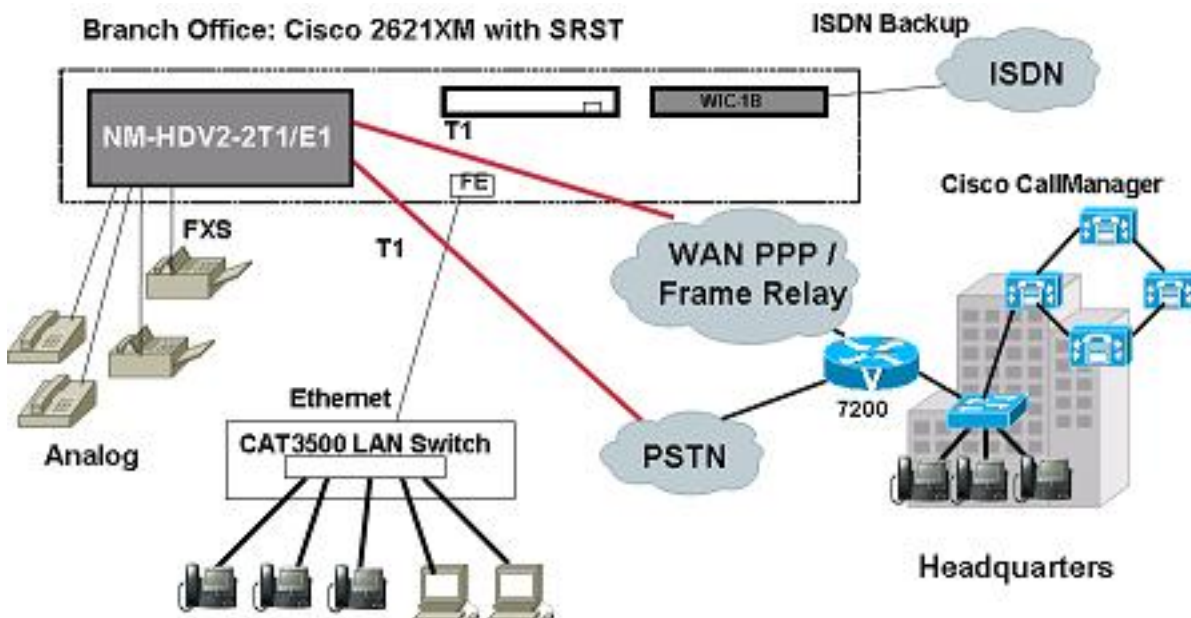 Branch Office: Cisco 2621XM with SRST
ISDN Backup
ISDN
NM-HDV2-2T1/E1
T1
WIC-1B
FE
Cisco CallManager
FXS
T1
WAN PPP /
Frame Relay
V
7200
Ethernet
CAT3500 LAN Switch
PSTN
Analog
Headquarters